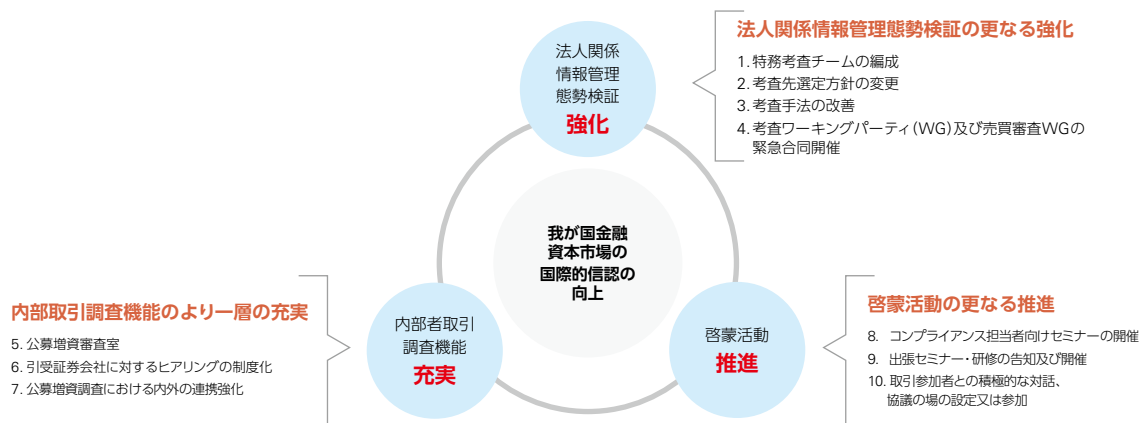 法人関係情報管理態勢検証の更なる強化
1. 特務考査チームの編成
2. 考査先選定方針の変更
3. 考査手法の改善
4. 考査ワーキングパーティ(WG)及び売買審査WGの
緊急合同開催
法人関係
情報管理
態勢検証
強化
我が国金融
資本市場の
国際的信認の
向上
内部取引調査機能のより一層の充実
5. 公募増資審査室
6. 引受証券会社に対するヒアリングの制度化
7. 公募増資調査における内外の連携強化
内部者取引
調査機能
充実
啓蒙活動
推進
啓蒙活動の更なる推進
8. コンプライアンス担当者向けセミナーの開催
9. 出張セミナー・研修の告知及び開催
10. 取引参加者との積極的な対話、
協議の場の設定又は参加